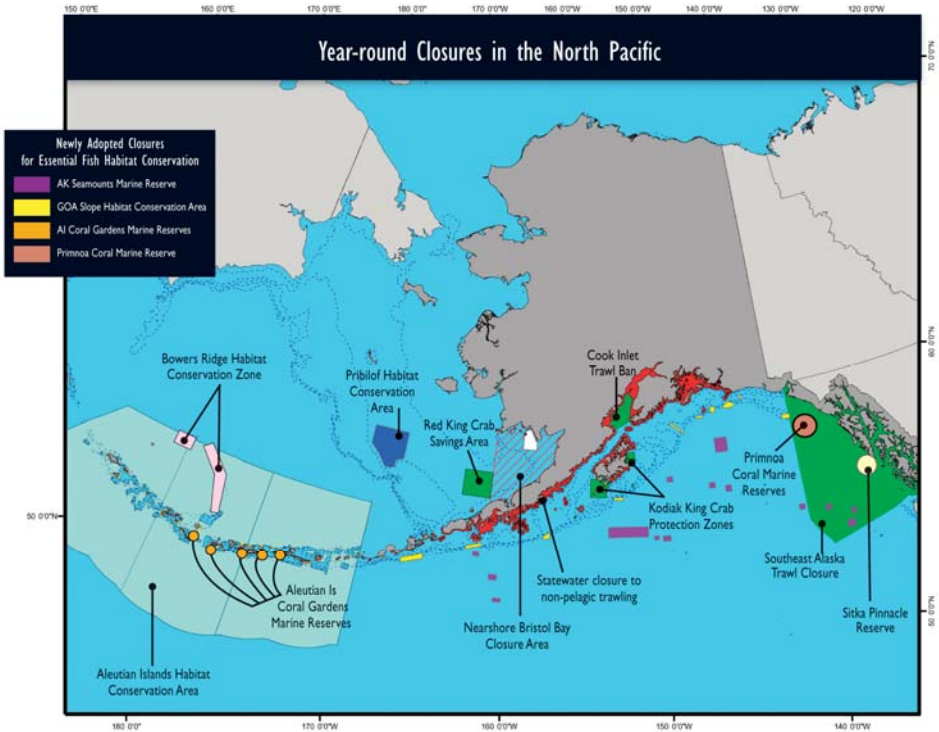 150 0'0"E
160 0'0"E
170 0'0"E
180 0'0"
170 0'0"W
160 0'0"W
150 0'0"W
140 0'0"W
130 0'0"W
120 0'0"W
Year-round Closures in the North Pacific
70 0'0"N
Newly Adopted Closures
for Essential Fish Habitat Conservation
AK Seamounts Marine Reserve
GOA Slope Habitat Conservation Area
AI Coral Gardens Marine Reserves
Primnoa Coral Marine Reserve
60 0'0"N
Bowers Ridge Habitat
Conservation Zone
Pribilof Habitat
Conservation
Area
Red King Crab
Savings Area
Cook Inlet
Trawl Ban
Primnoa
Coral Marine
Reserves
Kodiak King Crab
Protection Zones
50 0'0"N
Southeast Alaska
Trawl Closure
Sitka Pinnacle
Reserve
50 0'0"N
Statewater closure to
non-pelagic trawling
Nearshore Bristol Bay
Closure Area
Aleutian Is
Coral Gardens
Marine Reserves
Aleutian Islands Habitat
Conservation Area
180 0'0"
170 0'0"W
160 0'0"W
150 0'0"W
140 0'0"W